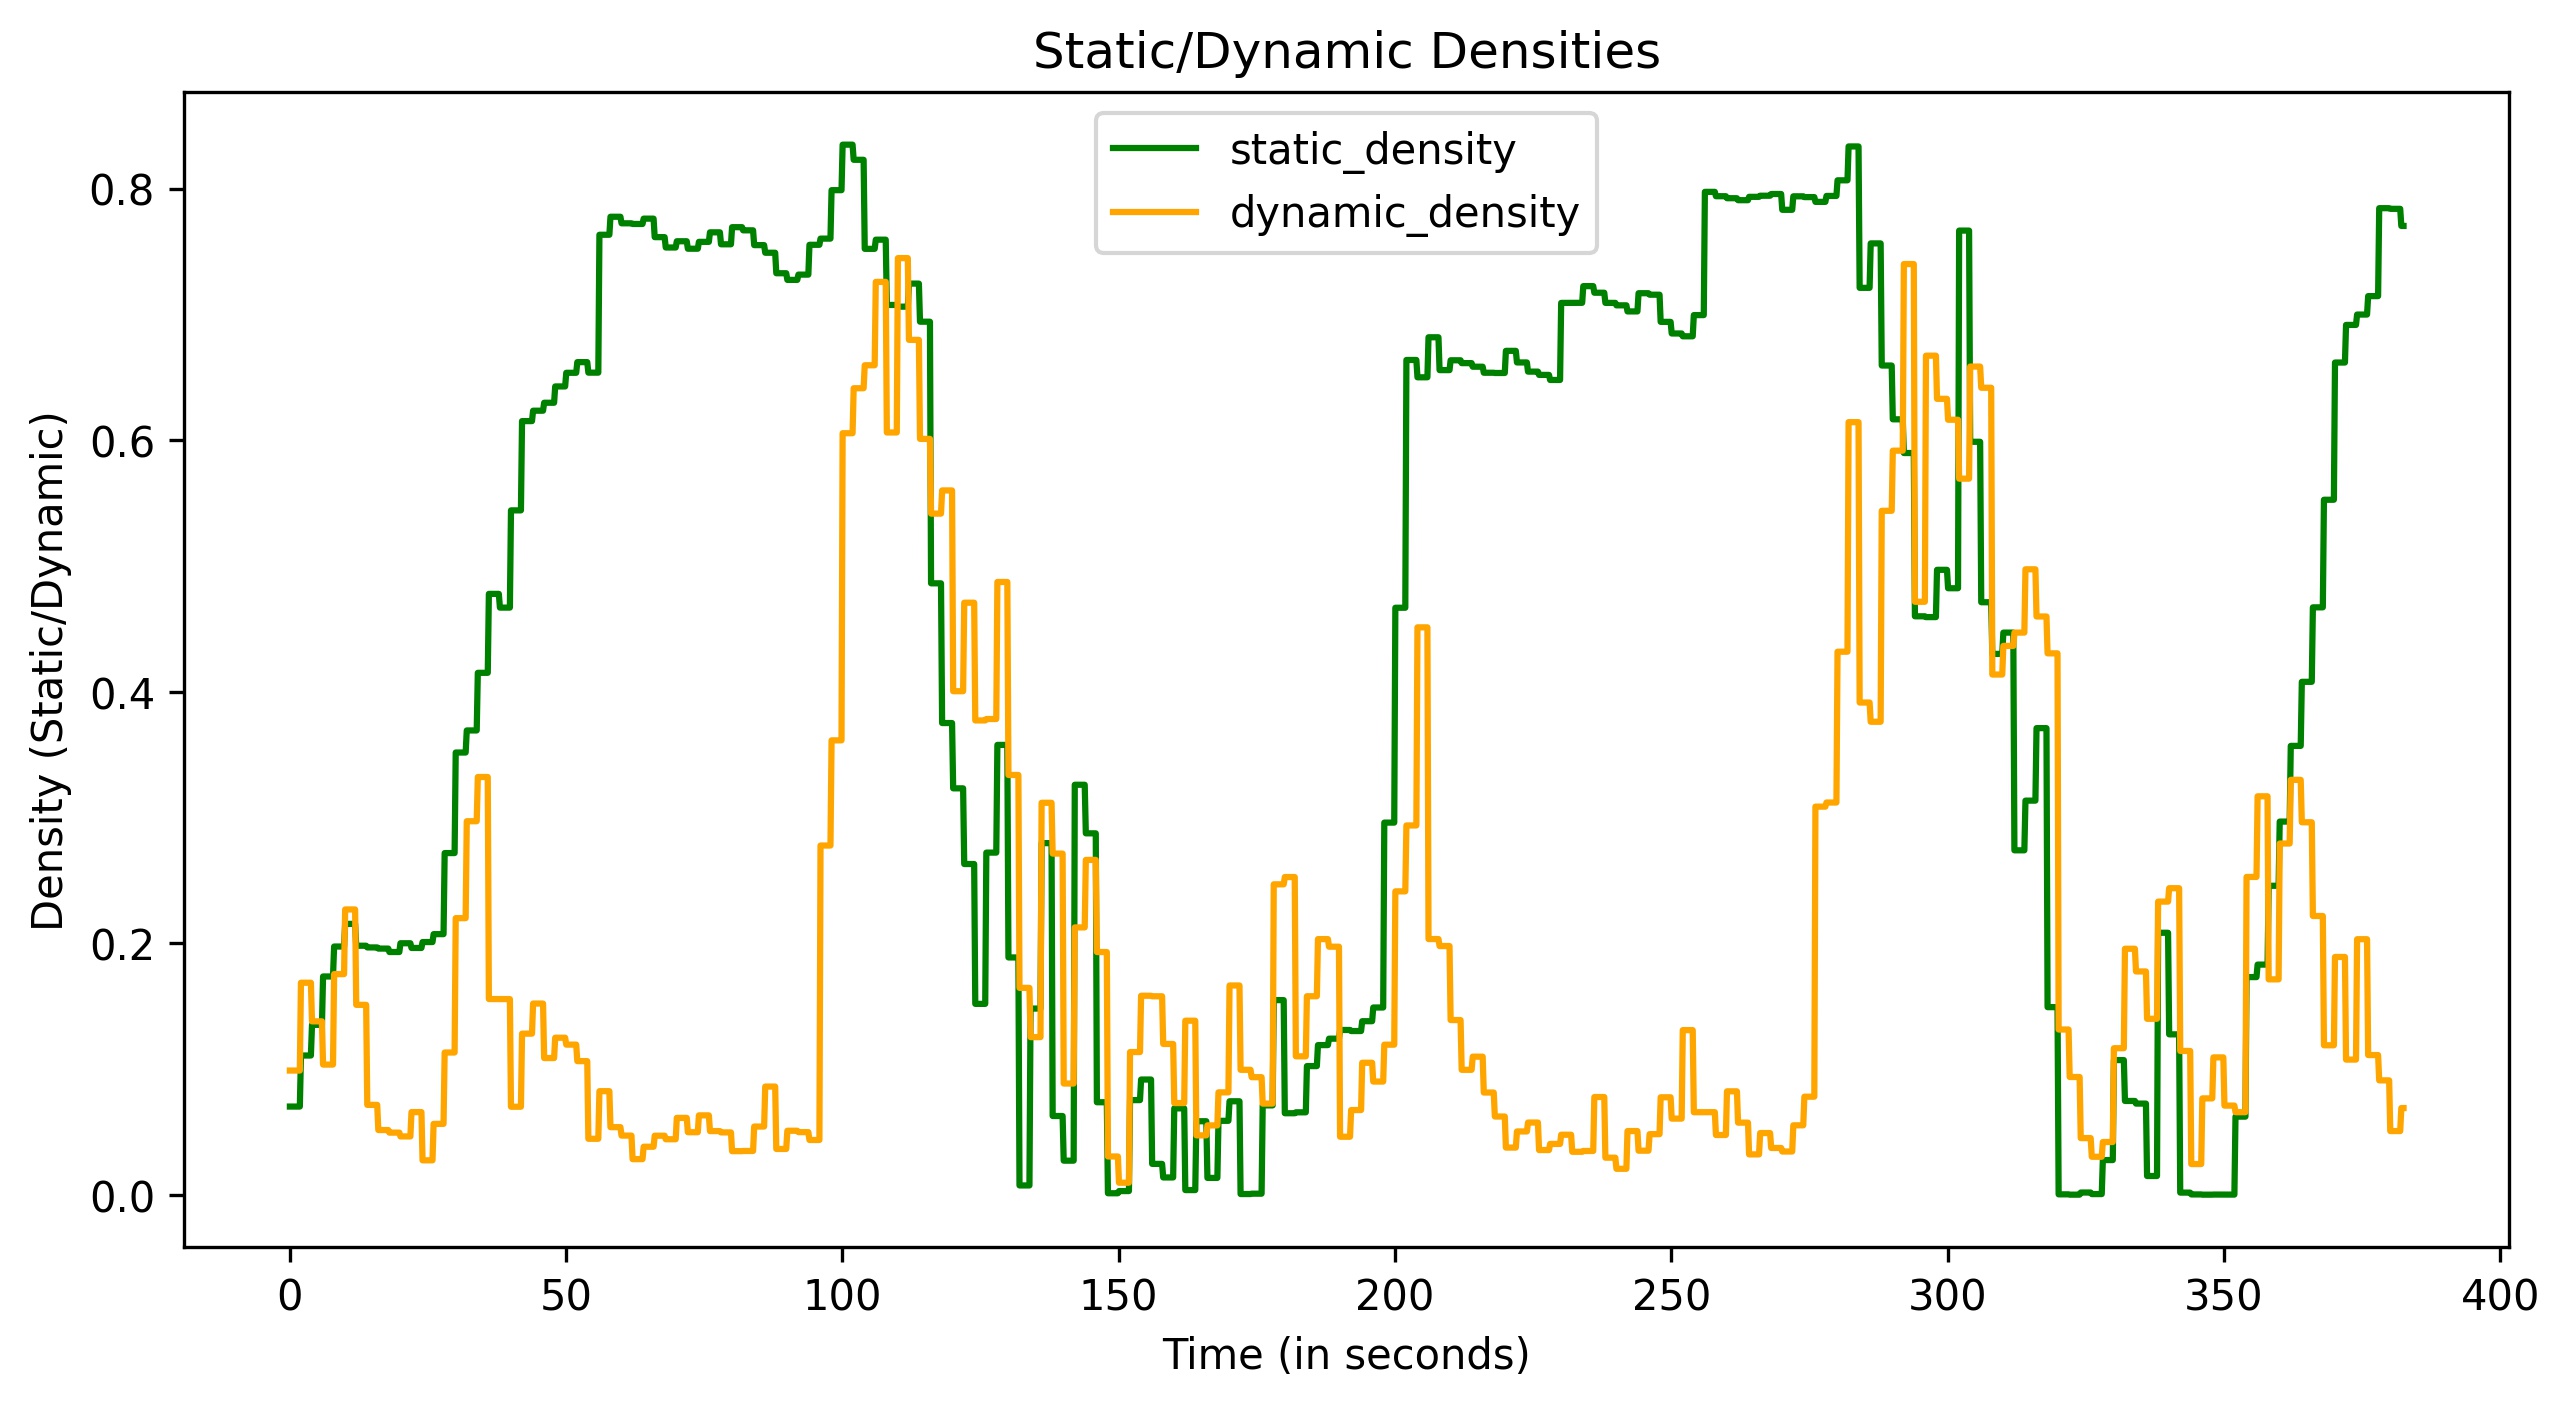 Static/Dynamic Densities
static_density
dynamic_density
Density (Static/Dynamic)
0.8
0.6
0.4
0.2
0.0
0 50 100 150 200 250 300 350 400
Time (in seconds)